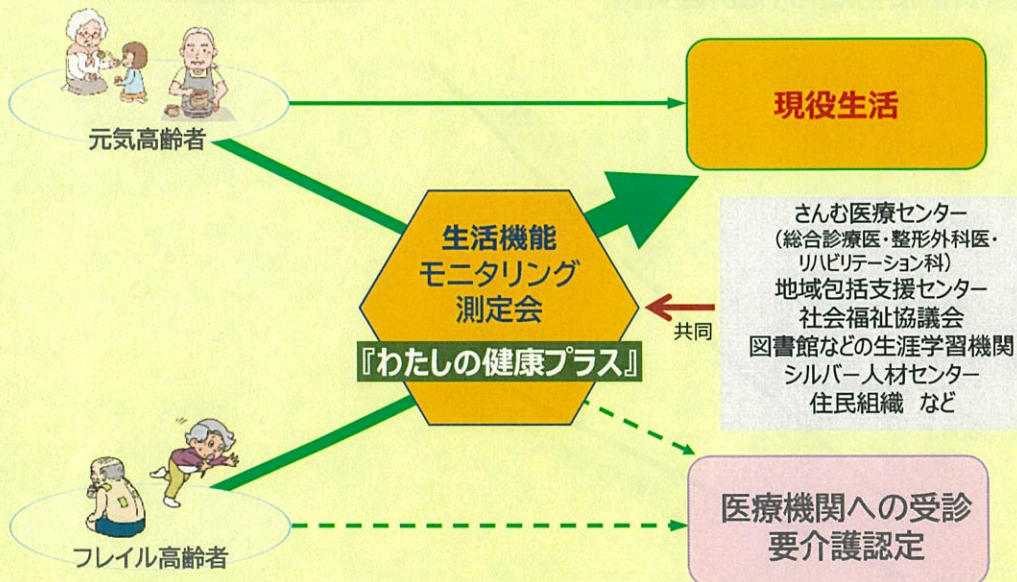 元気高齢者
現役生活
生活機能
モニタリング
測定会
『わたしの健康プラス』
共同
さんむ医療センター
（総合診療医・整形外科医・
リハビリテーション科）
地域包括支援センター
社会福祉協議会
図書館などの生涯学習機関
シルバー人材センター
住民組織 など
フレイル高齢者
医療機関への受診
要介護認定